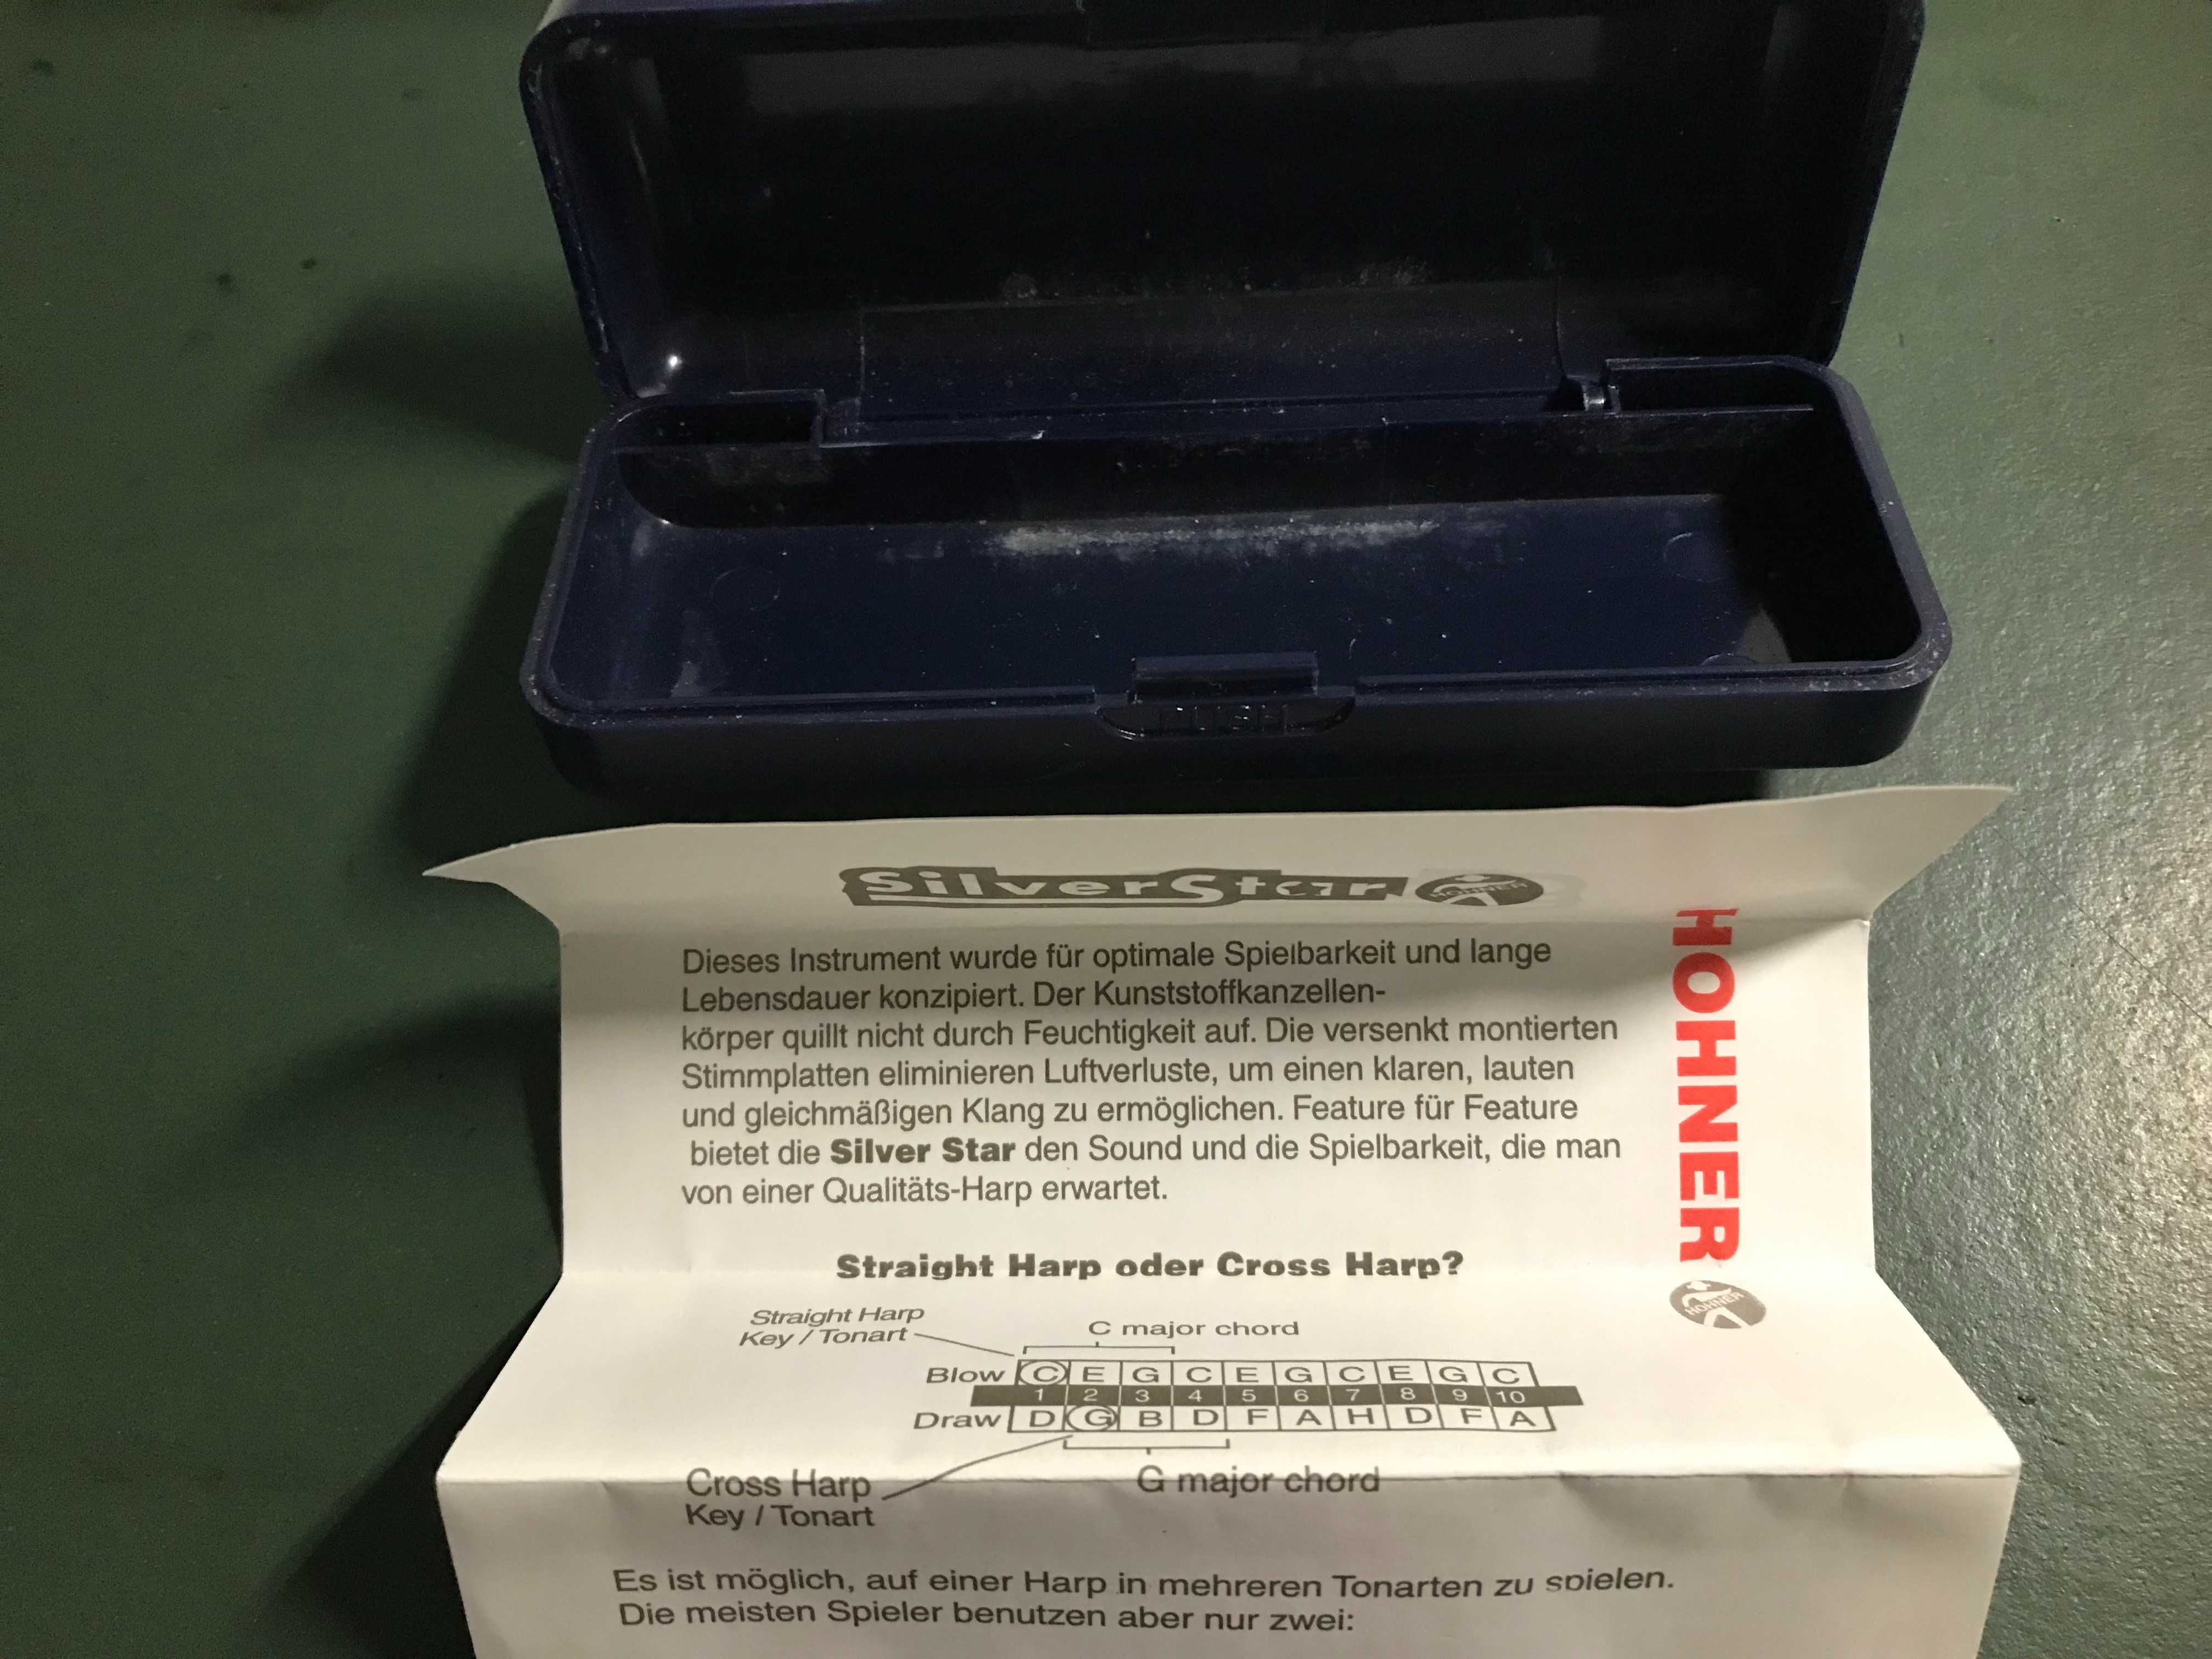 PUSH
SilverStar HOHNER
HOHNER
Dieses Instrument wurde für optimale Spielbarkeit und lange
Lebensdauer konzipiert. Der Kunststoffkanzellen-
körper quillt nicht durch Feuchtigkeit auf. Die versenkt montierten
Stimmplatten eliminieren Luftverluste, um einen klaren, lauten
und gleichmäßigen Klang zu ermöglichen. Feature für Feature
bietet die Silver Star den Sound und die Spielbarkeit, die man
von einer Qualitäts-Harp erwartet.
HOHNER
Straight Harp oder Cross Harp?
Straight Harp
Key / Tonart
C major chord
Blow C E G C E G C E G C
1 2 3 4 5 6 7 8 9 10
Draw D G B D F A H D F A
Cross Harp
Key / Tonart
G major chord
Es ist möglich, auf einer Harp in mehreren Tonarten zu spielen.
Die meisten Spieler benutzen aber nur zwei: